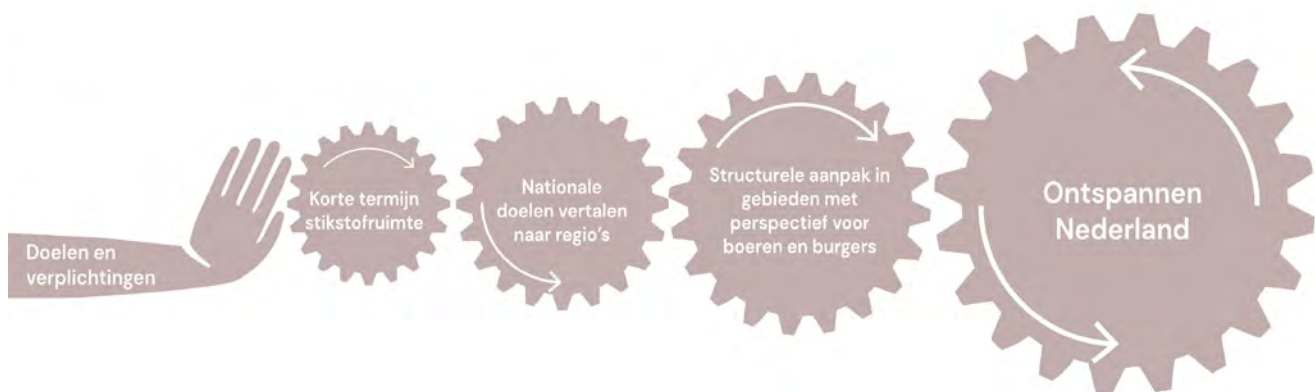 Doelen en
verplichtingen
Korte termijn
stikstofruimte
Nationale
doelen vertalen
naar regio's
Structurele aanpak in
gebieden met
perspectief voor
boeren en burgers
Ontspannen
Nederland